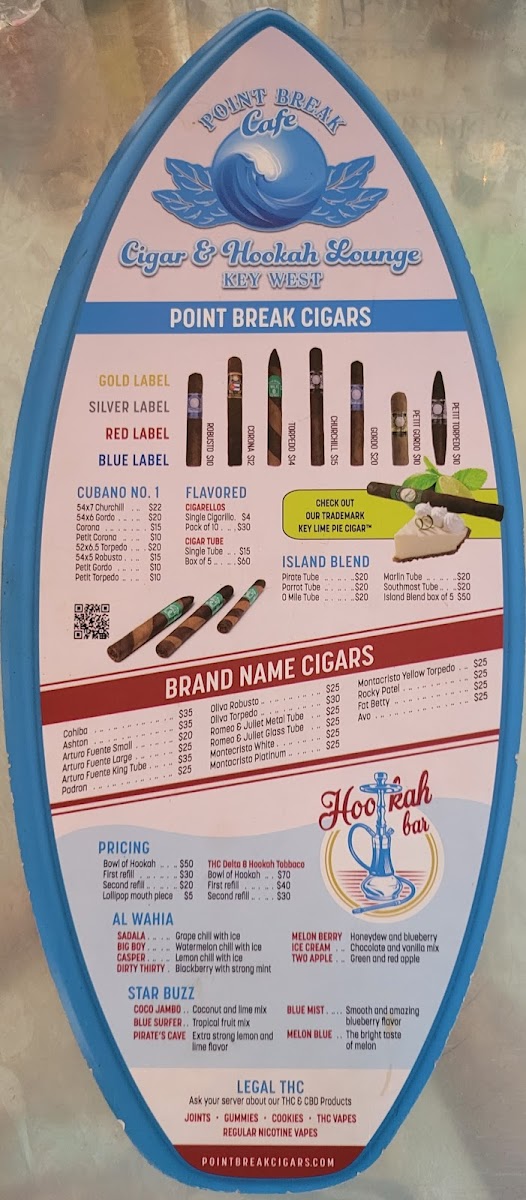 POINT BREAK
Cafe
Cigar & Hookah Lounge
KEY WEST
POINT BREAK CIGARS
GOLD LABEL
SILVER LABEL
RED LABEL
BLUE LABEL
ROBUSTO $10
CORONA $12
TORPEDO $14
CHURCHILL $15
GORDO $20
PETIT GORDO $10
PETIT TORPEDO $10
CUBANO NO. 1
54x7 Churchill .. $22
54x6 Gordo .... $20
Corona ....... $15
Petit Corona .... $10
52x6.5 Torpedo .. $20
54x5 Robusto ... $15
Petit Gordo .... $10
Petit Torpedo ... $10
FLAVORED
CIGARELLOS
Single Cigarillo. $4
Pack of 10 .... $30
CIGAR TUBE
Single Tube .. $15
Box of 5 ..... $60
CHECK OUT
OUR TRADEMARK
KEY LIME PIE CIGAR™
ISLAND BLEND
Pirate Tube ....... $20
Parrot Tube ....... $20
0 Mile Tube ....... $20
Marlin Tube ....... $20
Southmost Tube .... $20
Island Blend box of 5 $50
BRAND NAME CIGARS
Cohiba ............ $35
Ashton ............ $35
Arturo Fuente Small ..... $20
Arturo Fuente Large ..... $25
Arturo Fuente King Tube ... $35
Padron ............ $25
Oliva Robusto ........ $25
Oliva Torpedo ........ $30
Romeo & Juliet Metal Tube .. $25
Romeo & Juliet Glass Tube .. $25
Montecristo White ...... $25
Montacristo Platinum ..... $25
Montacristo Yellow Torpedo .. $25
Rocky Patel ......... $25
Fat Betty .......... $25
Avo ............. $25
Hookah
bar
PRICING
Bowl of Hookah .... $50
First refill ....... $30
Second refill ...... $20
Lollipop mouth piece $5
THC Delta 8 Hookah Tobbaco
Bowl of Hookah .. $70
First refill ...... $40
Second refill .... $30
AL WAHIA
SADALA .... Grape chill with ice
BIG BOY .... Watermelon chill with ice
CASPER .... Lemon chill with ice
DIRTY THIRTY . Blackberry with strong mint
MELON BERRY Honeydew and blueberry
ICE CREAM .. Chocolate and vanilla mix
TWO APPLE .. Green and red apple
STAR BUZZ
COCO JAMBO .. Coconut and lime mix
BLUE SURFER .. Tropical fruit mix
PIRATE'S CAVE Extra strong lemon and
lime flavor
BLUE MIST .... Smooth and amazing
blueberry flavor
MELON BLUE .. The bright taste
of melon
LEGAL THC
Ask your server about our THC & CBD Products
JOINTS • GUMMIES • COOKIES • THC VAPES
REGULAR NICOTINE VAPES
POINTBREAKCIGARS.COM